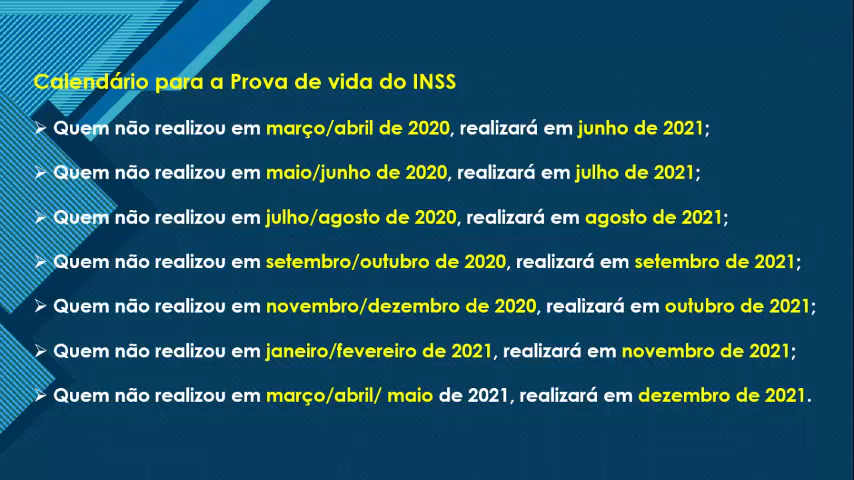 Calendário para a Prova de vida do INSS
➢ Quem não realizou em março/abril de 2020, realizará em junho de 2021;
➢ Quem não realizou em maio/junho de 2020, realizará em julho de 2021;
➢ Quem não realizou em julho/agosto de 2020, realizará em agosto de 2021;
➢ Quem não realizou em setembro/outubro de 2020, realizará em setembro de 2021;
➢ Quem não realizou em novembro/dezembro de 2020, realizará em outubro de 2021;
➢ Quem não realizou em janeiro/fevereiro de 2021, realizará em novembro de 2021;
➢ Quem não realizou em março/abril/ maio de 2021, realizará em dezembro de 2021.